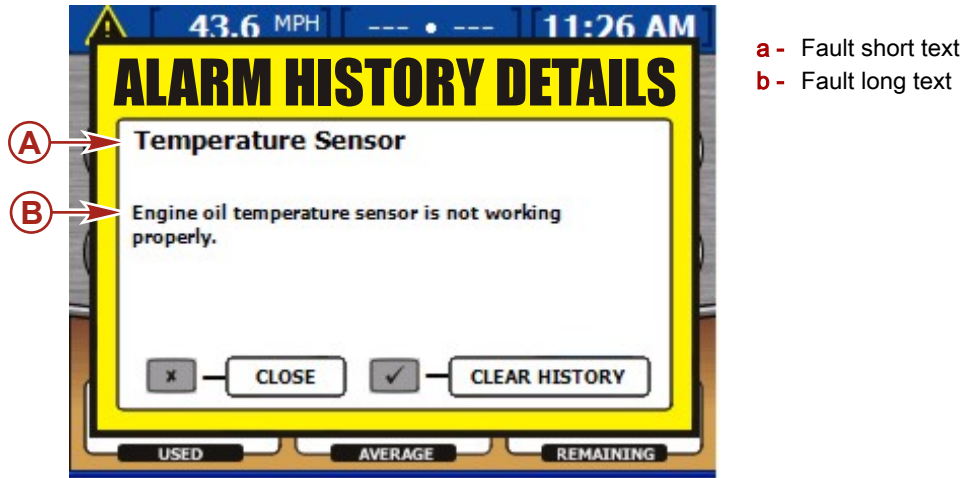 43.6 MPH --- • --- 11:26 AM
ALARM HISTORY DETAILS
A
Temperature Sensor
B
Engine oil temperature sensor is not working
properly.
x CLOSE ✓ CLEAR HISTORY
USED AVERAGE REMAINING
a - Fault short text
b - Fault long text